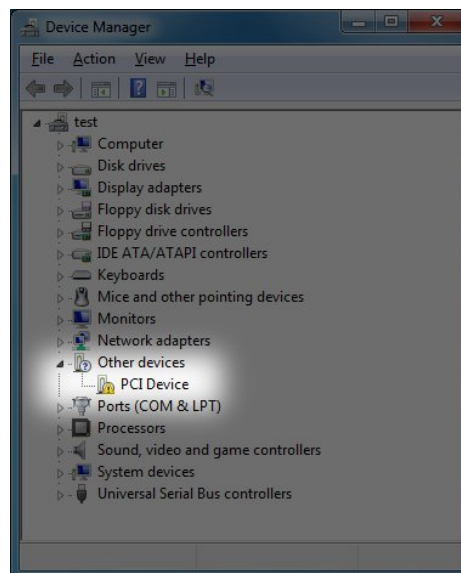 Device Manager
File Action View Help
test
Computer
Disk drives
Display adapters
Floppy disk drives
Floppy drive controllers
IDE ATA/ATAPI controllers
Keyboards
Mice and other pointing devices
Monitors
Network adapters
Other devices
PCI Device
Ports (COM & LPT)
Processors
Sound, video and game controllers
System devices
Universal Serial Bus controllers